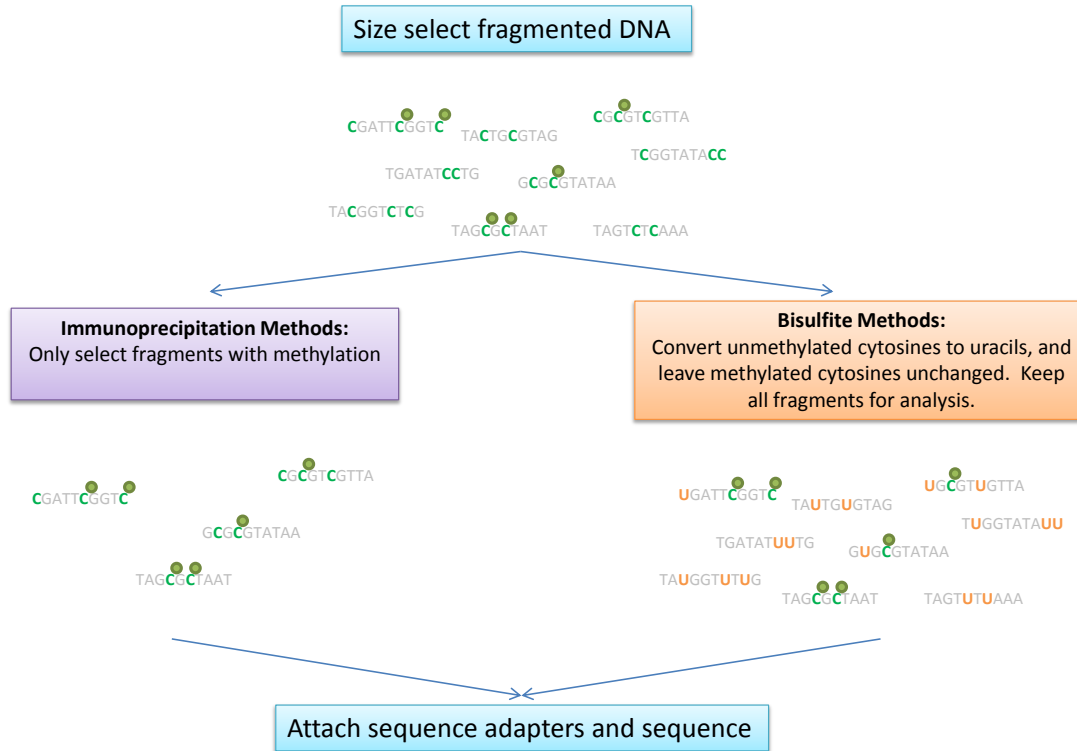 Size select fragmented DNA
CGATTCGGTC
TACTGCGTAG
CGCGTCGTTA
TCGGTATACC
TGATATCCTG
GCGCGTATAA
TACGGTCTCG
TAGCGCTAAT
TAGTCTCAAA
Immunoprecipitation Methods:
Only select fragments with methylation
Bisulfite Methods:
Convert unmethylated cytosines to uracils, and
leave methylated cytosines unchanged. Keep
all fragments for analysis.
CGATTCGGTC
CGCGTCGTTA
GCGCGTATAA
TAGCGCTAAT
UGATTCGGTC
TAUTGUGTAG
UGCGTUGTTA
TUGGTATAUU
TGATATUUTG
GUGCGTATAA
TAUGGTUTUG
TAGCGCTAAT
TAGTUTUAAA
Attach sequence adapters and sequence